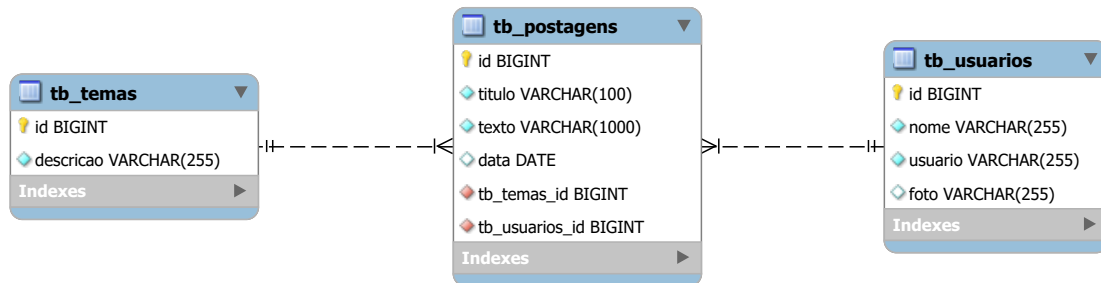 tb_temas
id BIGINT
descricao VARCHAR(255)
Indexes
tb_postagens
id BIGINT
titulo VARCHAR(100)
texto VARCHAR(1000)
data DATE
tb_temas_id BIGINT
tb_usuarios_id BIGINT
Indexes
tb_usuarios
id BIGINT
nome VARCHAR(255)
usuario VARCHAR(255)
foto VARCHAR(255)
Indexes